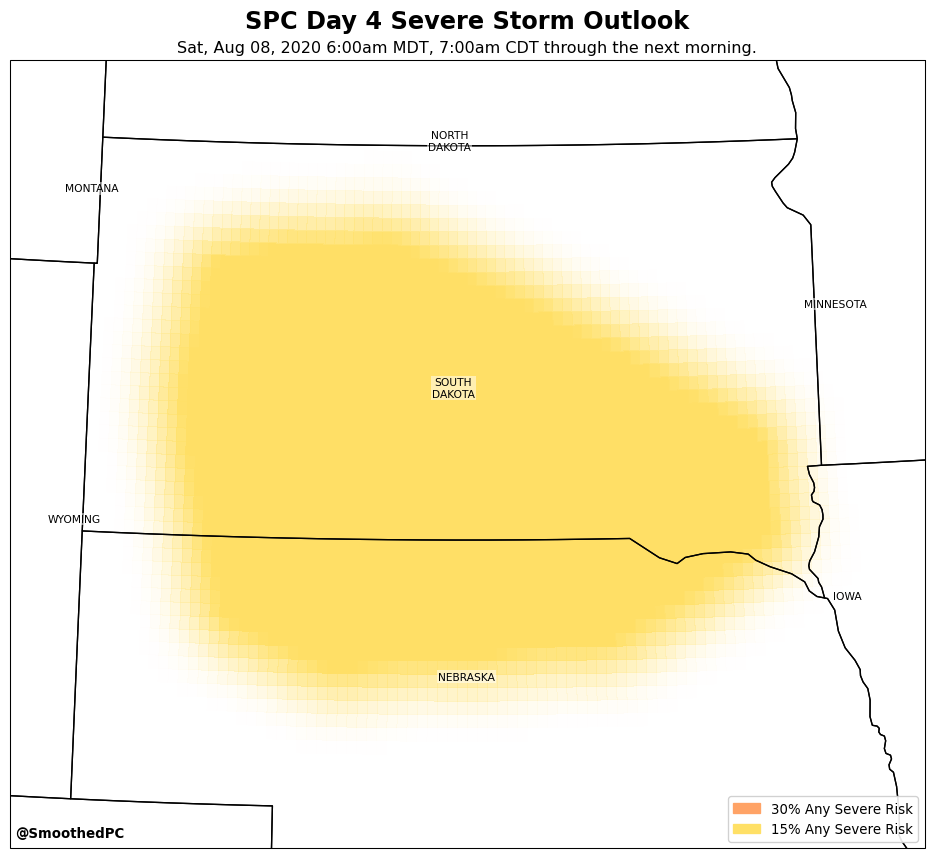 SPC Day 4 Severe Storm Outlook
Sat, Aug 08, 2020 6:00am MDT, 7:00am CDT through the next morning.
NORTH
DAKOTA
MONTANA
MINNESOTA
SOUTH
DAKOTA
WYOMING
IOWA
NEBRASKA
30% Any Severe Risk
15% Any Severe Risk
@SmoothedPC